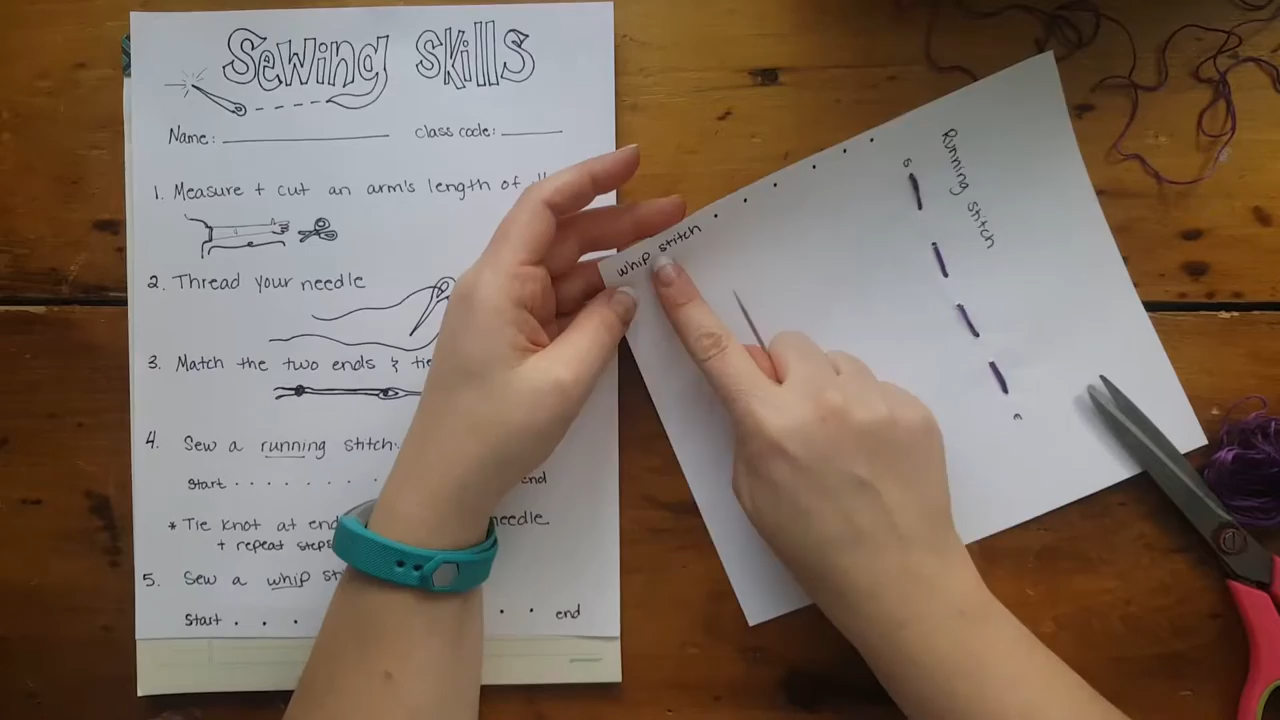 Sewing Skills
Name: class code:
1. Measure + cut an arm's length of
2. Thread your needle
3. Match the two ends & tie
4. Sew a running stitch:
Start end
* Tie knot at end needle
+ repeat steps
5. Sew a whip
Start end
whip stitch
Running stitch
S
E